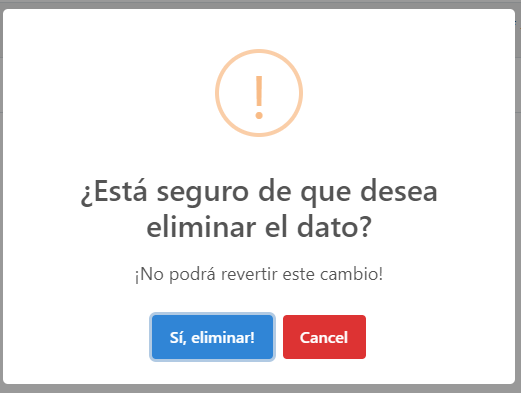 !
¿Está seguro de que desea
eliminar el dato?
¡No podrá revertir este cambio!
Sí, eliminar!
Cancel